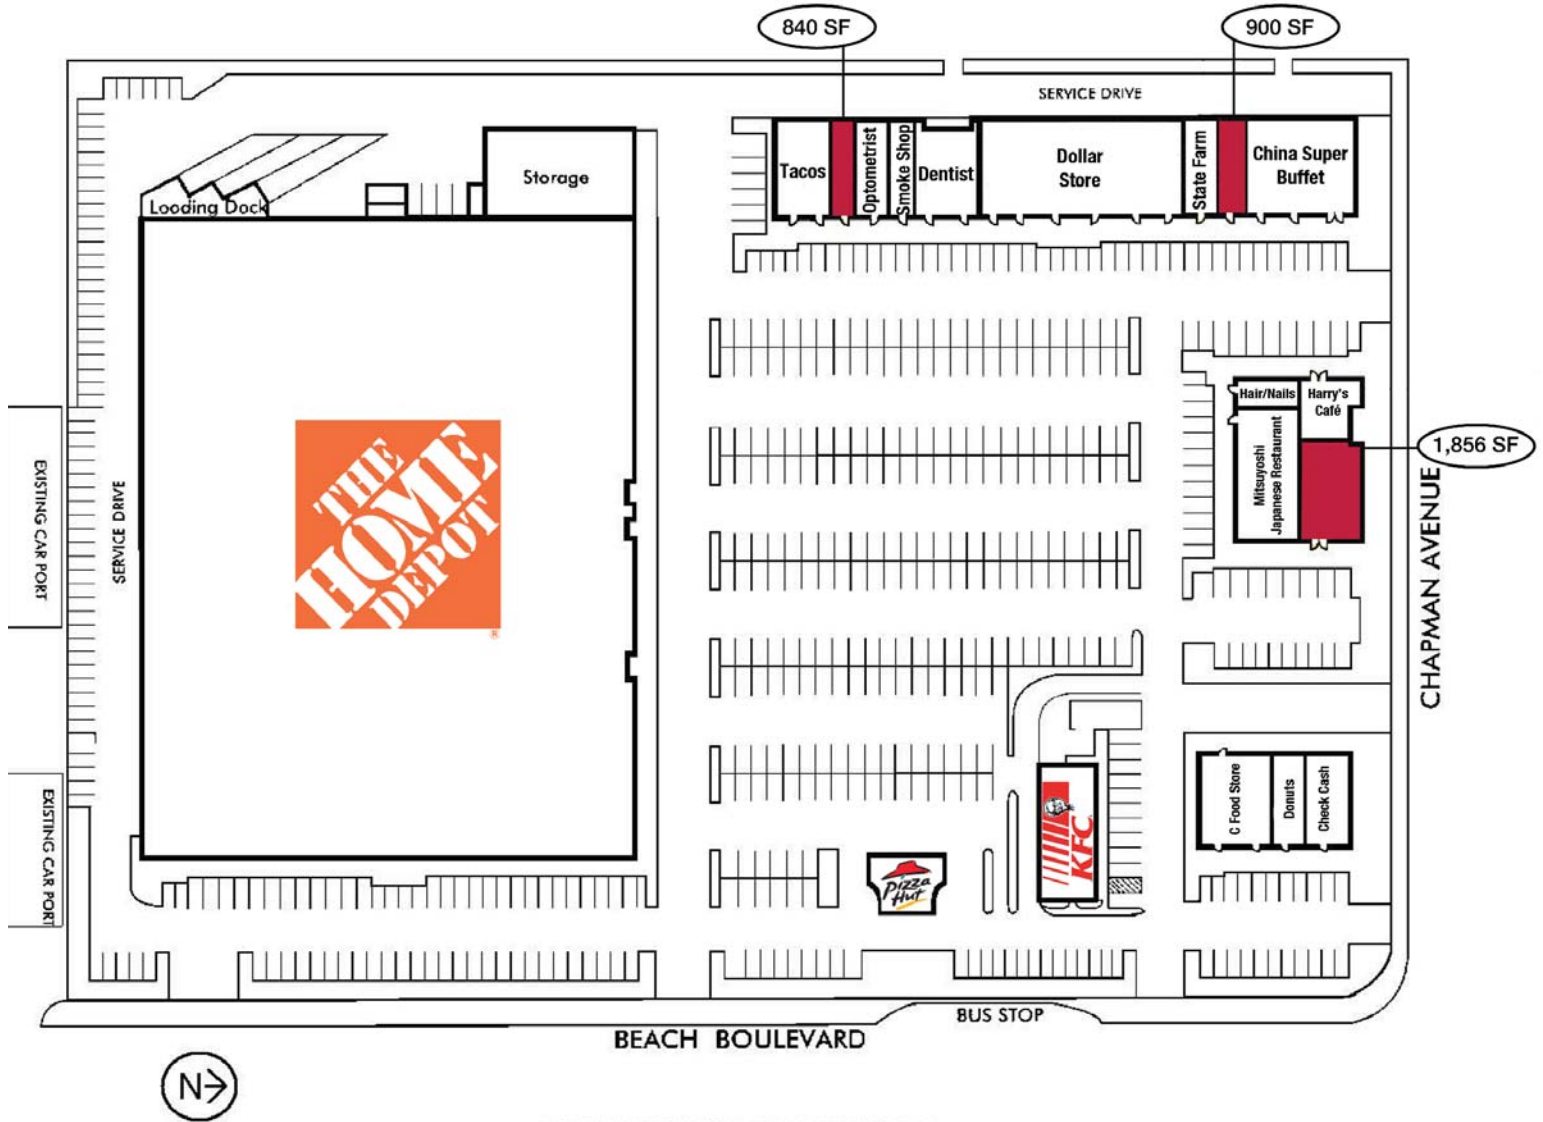 840 SF
900 SF
SERVICE DRIVE
Tacos
Optometrist
Smoke Shop
Dentist
Dollar
Store
State Farm
China Super
Buffet
Storage
Loading Dock
Hair/Nails
Harry's
Café
Mitsuyoshi
Japanese Restaurant
1,856 SF
CHAPMAN AVENUE
EXISTING CAR PORT
SERVICE DRIVE
THE
HOME
DEPOT
®
EXISTING CAR PORT
KFC
C Food Store
Donuts
Check Cash
Pizza
Hut
BUS STOP
BEACH BOULEVARD
N